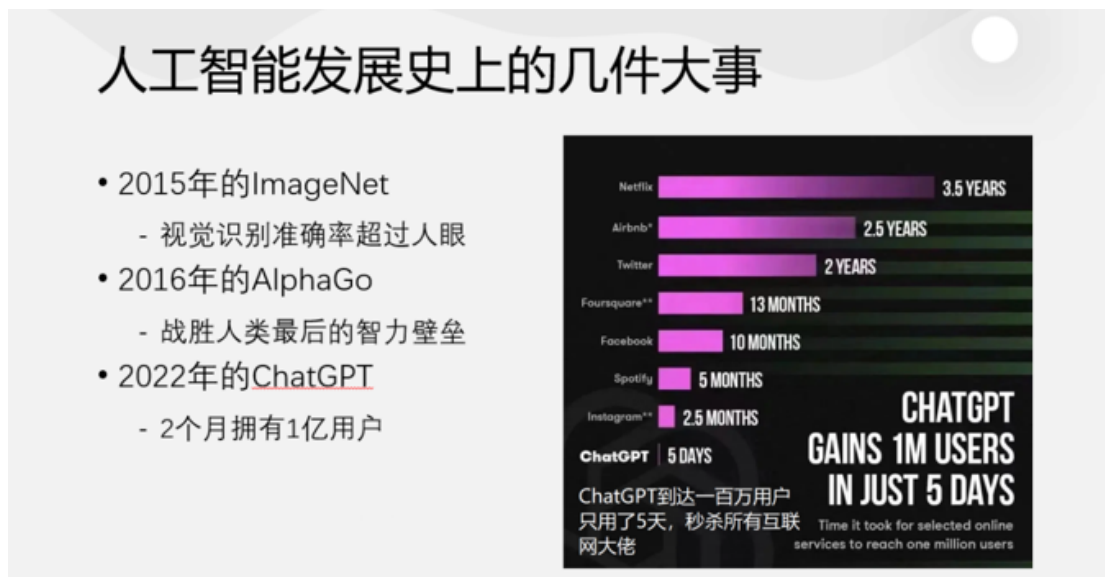 人工智能发展史上的几件大事
• 2015年的ImageNet
- 视觉识别准确率超过人眼
• 2016年的AlphaGo
- 战胜人类最后的智力壁垒
• 2022年的ChatGPT
- 2个月拥有1亿用户
Netflix 3.5 YEARS
Airbnb* 2.5 YEARS
Twitter 2 YEARS
Foursquare** 13 MONTHS
Facebook 10 MONTHS
Spotify 5 MONTHS
Instagram** 2.5 MONTHS
ChatGPT 5 DAYS
CHATGPT
GAINS 1M USERS
IN JUST 5 DAYS
Time it took for selected online
services to reach one million users
ChatGPT到达一百万用户
只用了5天，秒杀所有互联
网大佬